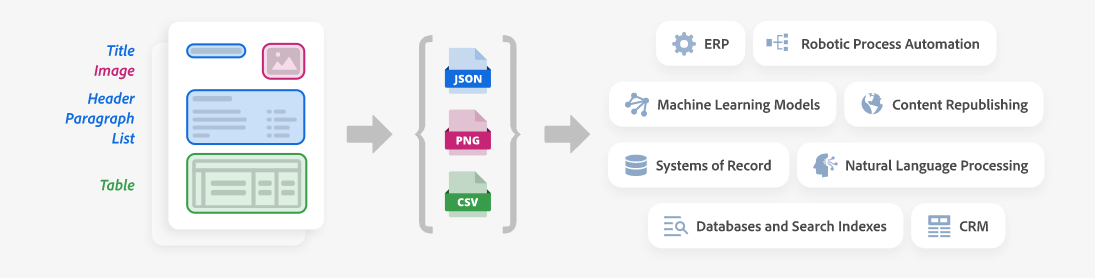 Title
Image
Header
Paragraph
List
Table
JSON
PNG
CSV
ERP
Robotic Process Automation
Machine Learning Models
Content Republishing
Systems of Record
Natural Language Processing
Databases and Search Indexes
CRM